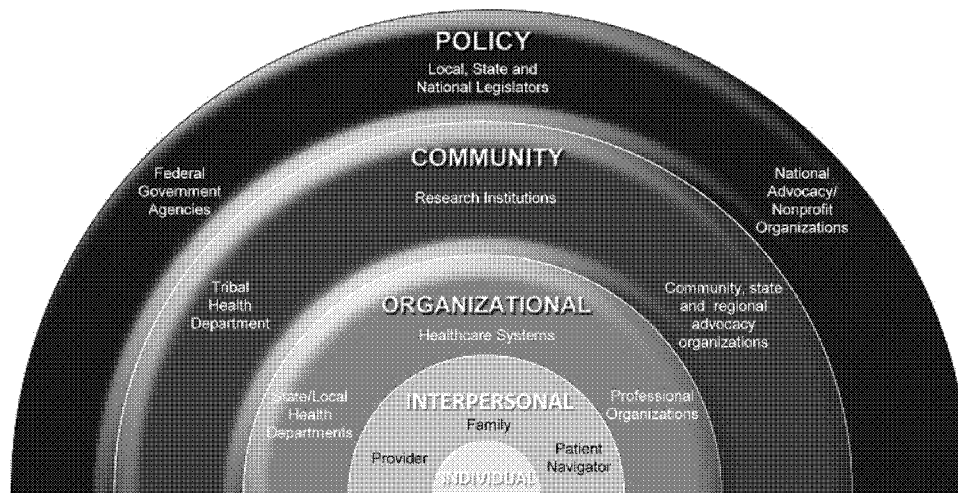 POLICY
Local, State and
National Legislators
Federal
Government
Agencies
National
Advocacy/
Nonprofit
Organizations
COMMUNITY
Research Institutions
Tribal
Health
Department
Community, state
and regional
advocacy
organizations
ORGANIZATIONAL
Healthcare Systems
State/Local
Health
Departments
Professional
Organizations
INTERPERSONAL
Family
Provider
Patient
Navigator
INDIVIDUAL